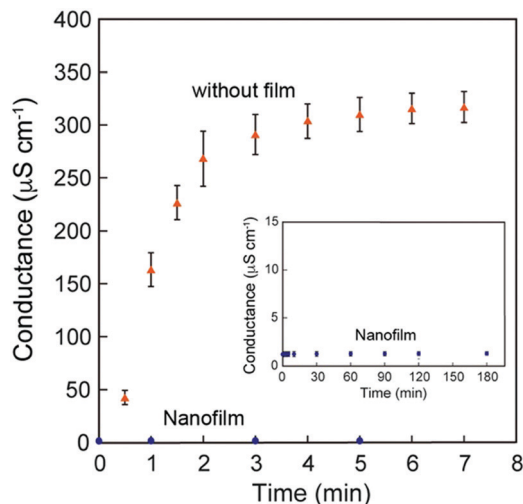 400
350
without film
300
250
200
150
100
50
0
Conductance (µS cm⁻¹)
Nanofilm
0 1 2 3 4 5 6 7 8
Time (min)
15
10
5
1
Conductance (µS cm⁻¹)
Nanofilm
0 30 60 90 120 150 180
Time (min)